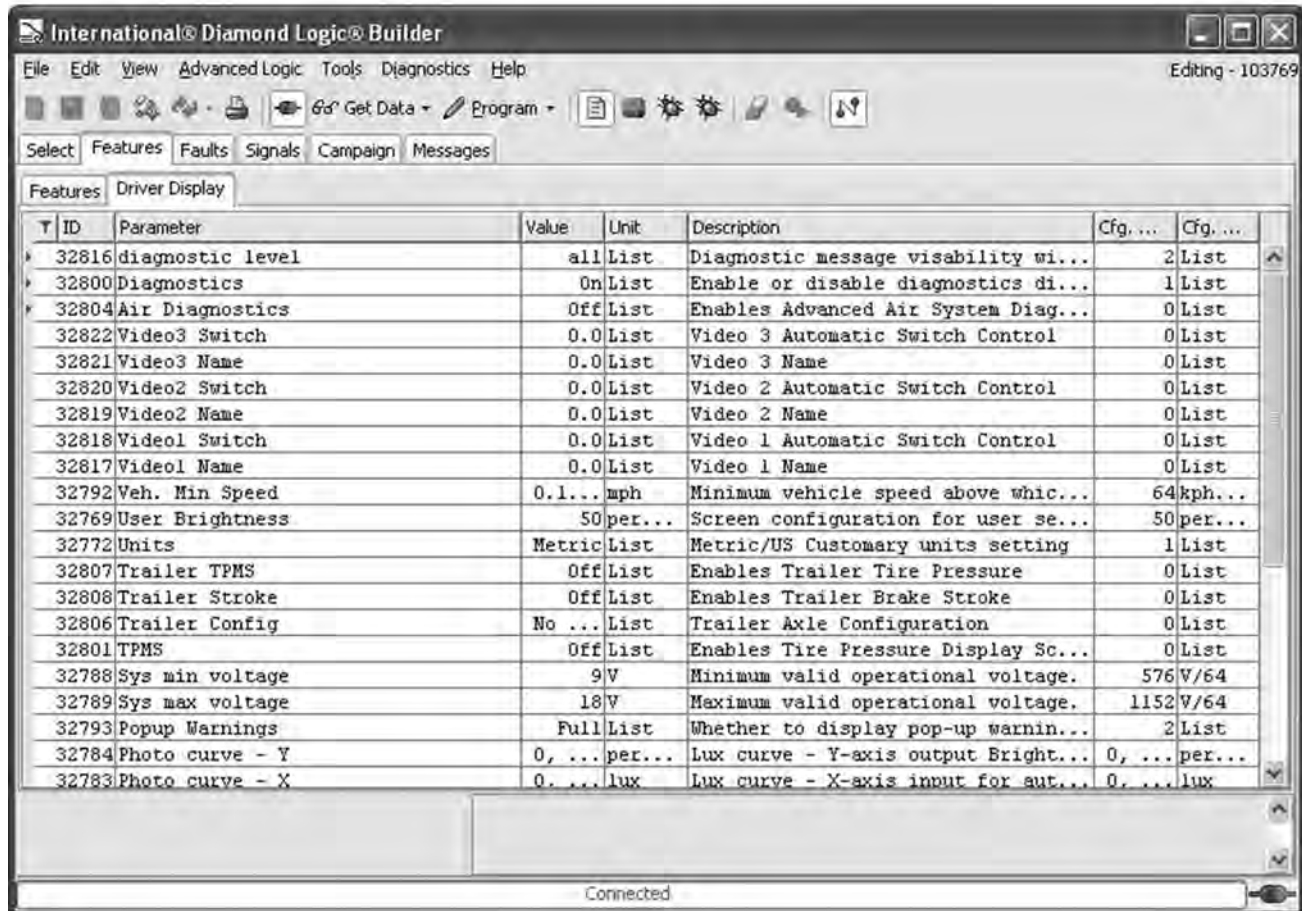 International® Diamond Logic® Builder
File Edit View Advanced Logic Tools Diagnostics Help Editing - 103769
Get Data Program
Select Features Faults Signals Campaign Messages
Features Driver Display
ID Parameter Value Unit Description Cfg. ... Cfg. ...
32816 diagnostic level all List Diagnostic message visability wi... 2 List
32800 Diagnostics On List Enable or disable diagnostics di... 1 List
32804 Air Diagnostics Off List Enables Advanced Air System Diag... 0 List
32822 Video3 Switch 0.0 List Video 3 Automatic Switch Control 0 List
32821 Video3 Name 0.0 List Video 3 Name 0 List
32820 Video2 Switch 0.0 List Video 2 Automatic Switch Control 0 List
32819 Video2 Name 0.0 List Video 2 Name 0 List
32818 Video1 Switch 0.0 List Video 1 Automatic Switch Control 0 List
32817 Video1 Name 0.0 List Video 1 Name 0 List
32792 Veh. Min Speed 0.1... mph Minimum vehicle speed above whic... 64 kph...
32769 User Brightness 50 per... Screen configuration for user se... 50 per...
32772 Units Metric List Metric/US Customary units setting 1 List
32807 Trailer TPMS Off List Enables Trailer Tire Pressure 0 List
32808 Trailer Stroke Off List Enables Trailer Brake Stroke 0 List
32806 Trailer Config No ... List Trailer Axle Configuration 0 List
32801 TPMS Off List Enables Tire Pressure Display Sc... 0 List
32788 Sys min voltage 9 V Minimum valid operational voltage. 576 V/64
32789 Sys max voltage 18 V Maximum valid operational voltage. 1152 V/64
32793 Popup Warnings Full List Whether to display pop-up warnin... 2 List
32784 Photo curve - Y 0, ... per... Lux curve - Y-axis output Bright... 0, ... per...
32783 Photo curve - X 0, ... lux Lux curve - X-axis input for aut... 0, ... lux
Connected